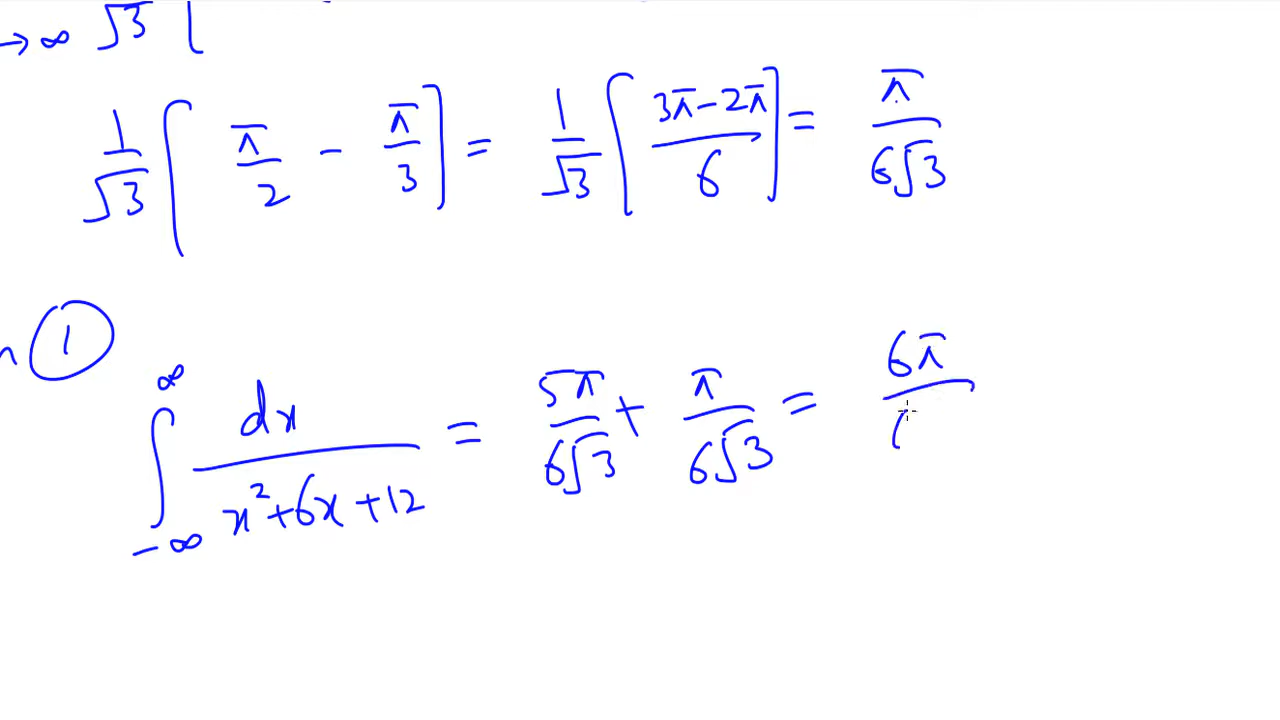 → ∞ √3 [
1/√3 [ π/2 - π/3 ] = 1/√3 [ (3π - 2π)/6 ] = π/(6√3)
n ①
∫_{-∞}^{∞} dx/(x² + 6x + 12) = 5π/(6√3) + π/(6√3) = 6π/